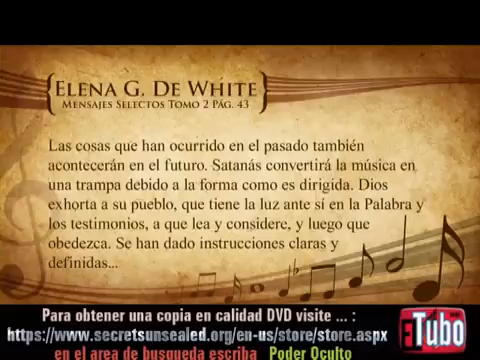 {ELENA G. DE WHITE}
MENSAJES SELECTOS TOMO 2 PÁG. 43
Las cosas que han ocurrido en el pasado también
acontecerán en el futuro. Satanás convertirá la música en
una trampa debido a la forma como es dirigida. Dios
exhorta a su pueblo, que tiene la luz ante sí en la Palabra y
los testimonios, a que lea y considere, y luego que
obedezca. Se han dado instrucciones claras y
definidas...
Para obtener una copia en calidad DVD visite ... :
https://www.secretsunsealed.org/en-us/store/store.aspx
en el area de busqueda escriba Poder Oculto
FTubo